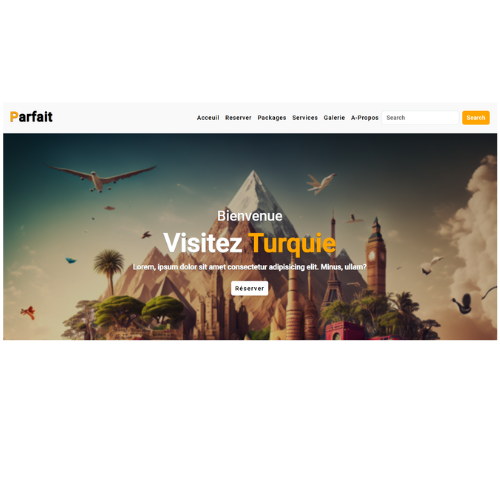 Parfait
Acceuil Reserver Packages Services Galerie A-Propos Search Search
Bienvenue
Visitez Turquie
Lorem, ipsum dolor sit amet consectetur adipisicing elit. Minus, ullam?
Réserver